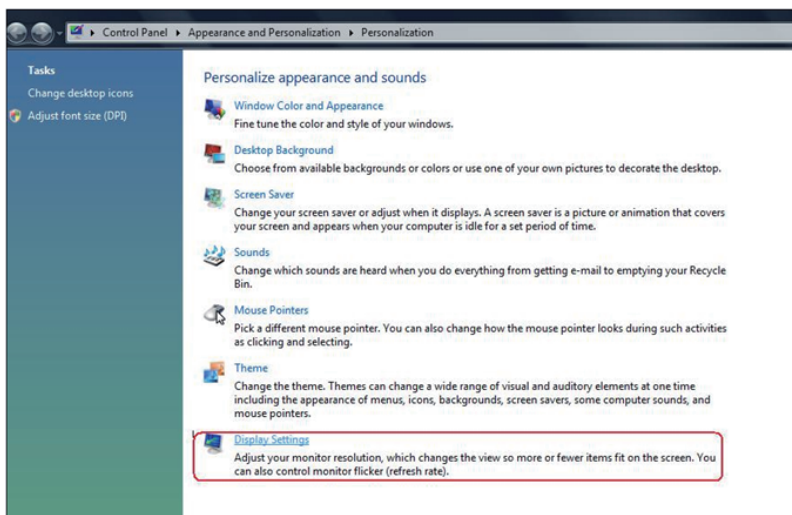 Control Panel ▸ Appearance and Personalization ▸ Personalization
Tasks
Change desktop icons
Adjust font size (DPI)
Personalize appearance and sounds
Window Color and Appearance
Fine tune the color and style of your windows.
Desktop Background
Choose from available backgrounds or colors or use one of your own pictures to decorate the desktop.
Screen Saver
Change your screen saver or adjust when it displays. A screen saver is a picture or animation that covers
your screen and appears when your computer is idle for a set period of time.
Sounds
Change which sounds are heard when you do everything from getting e-mail to emptying your Recycle
Bin.
Mouse Pointers
Pick a different mouse pointer. You can also change how the mouse pointer looks during such activities
as clicking and selecting.
Theme
Change the theme. Themes can change a wide range of visual and auditory elements at one time
including the appearance of menus, icons, backgrounds, screen savers, some computer sounds, and
mouse pointers.
Display Settings
Adjust your monitor resolution, which changes the view so more or fewer items fit on the screen. You
can also control monitor flicker (refresh rate).